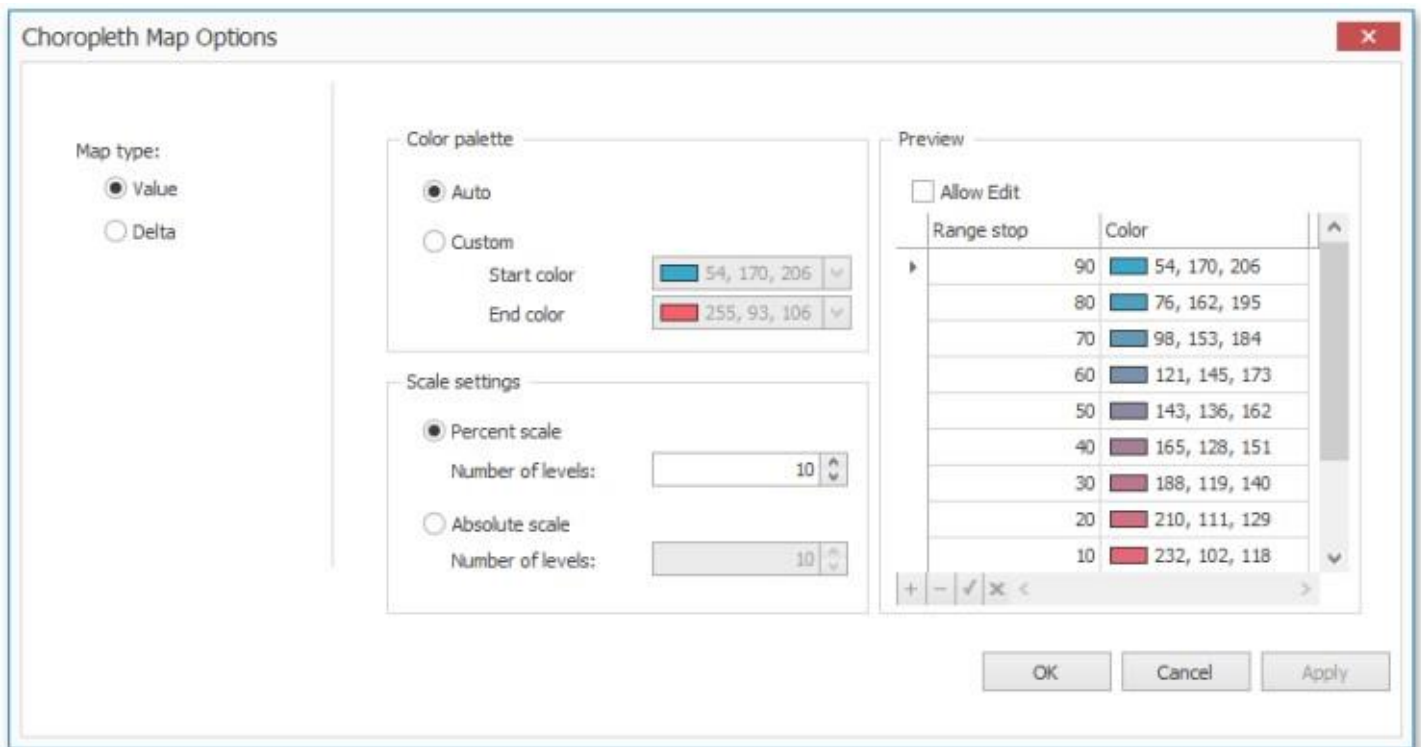 Choropleth Map Options
Map type:
Value
Delta
Color palette
Auto
Custom
Start color 54, 170, 206
End color 255, 93, 106
Scale settings
Percent scale
Number of levels: 10
Absolute scale
Number of levels: 10
Preview
Allow Edit
Range stop Color
90 54, 170, 206
80 76, 162, 195
70 98, 153, 184
60 121, 145, 173
50 143, 136, 162
40 165, 128, 151
30 188, 119, 140
20 210, 111, 129
10 232, 102, 118
OK Cancel Apply